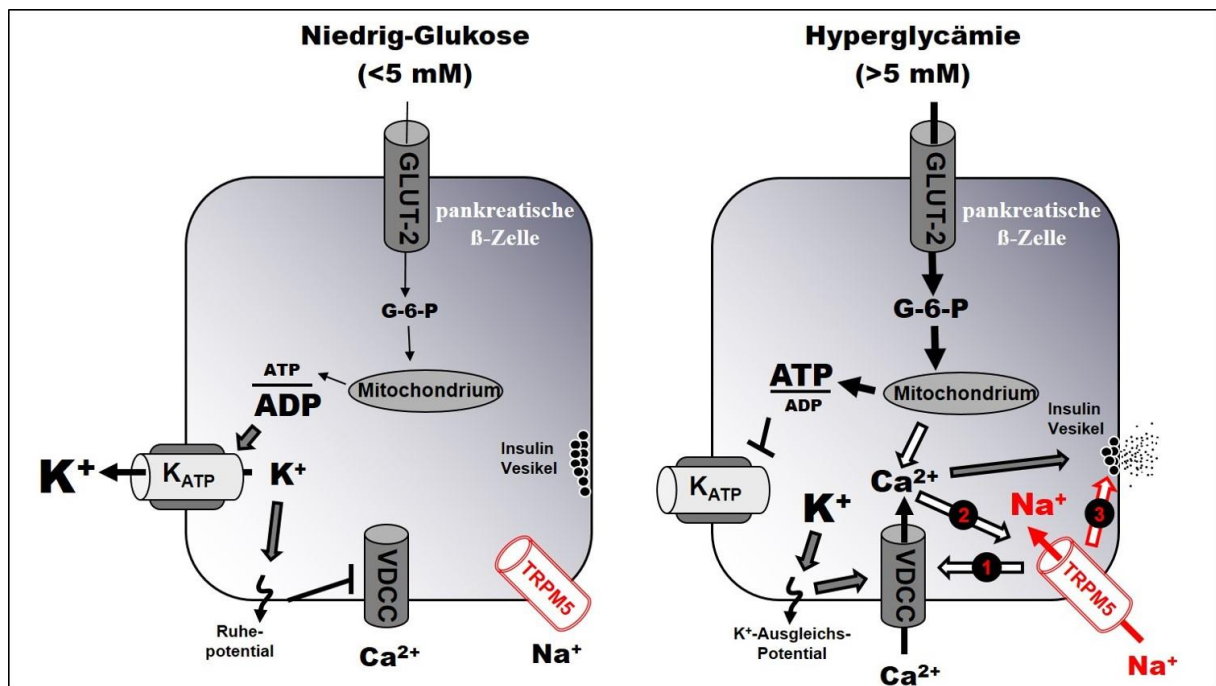 Niedrig-Glukose
(<5 mM)
GLUT-2
pankreatische
ß-Zelle
G-6-P
ATP
ADP
Mitochondrium
Insulin
Vesikel
K⁺
K_ATP
K⁺
VDCC
TRPM5
Ruhe-
potential
Ca²⁺
Na⁺
Hyperglycämie
(>5 mM)
GLUT-2
pankreatische
ß-Zelle
G-6-P
ATP
ADP
Mitochondrium
Insulin
Vesikel
K_ATP
Ca²⁺
K⁺
2
Na⁺
3
1
VDCC
TRPM5
K⁺-Ausgleichs-
Potential
Ca²⁺
Na⁺